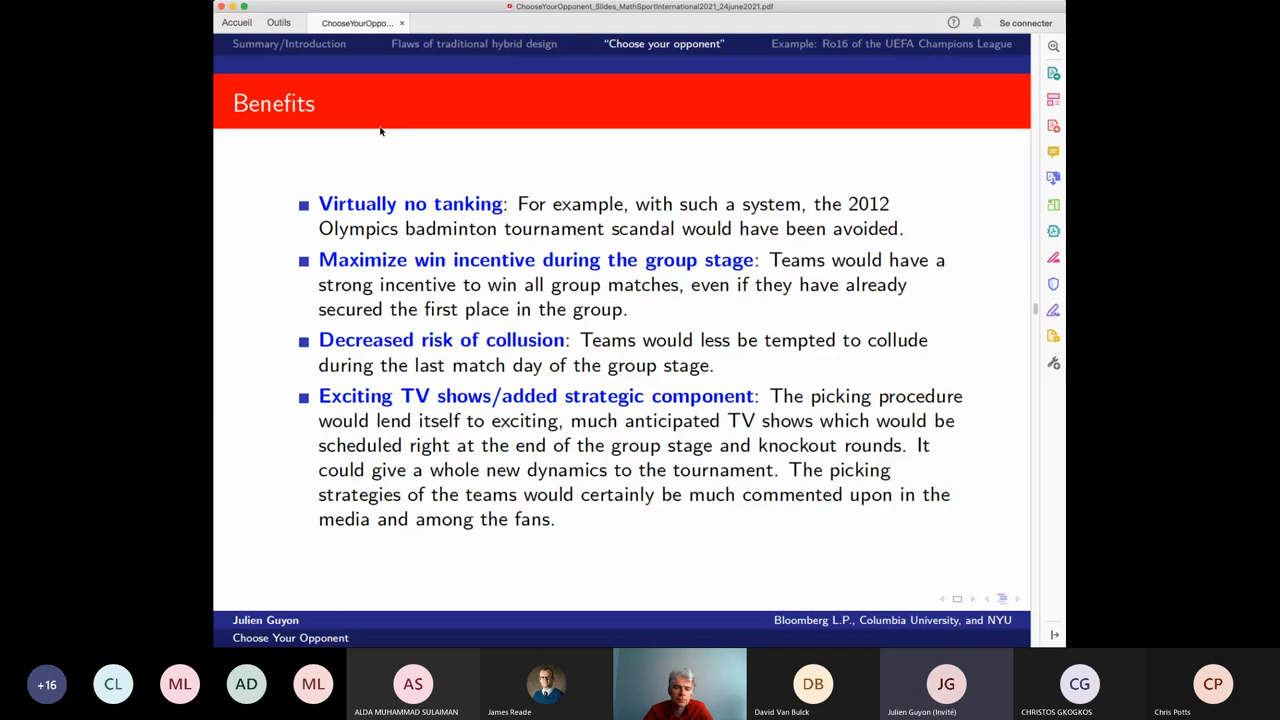 ChooseYourOpponent_Slides_MathSportInternational2021_24june2021.pdf
Accueil Outils ChooseYourOppo... × Se connecter
Summary/Introduction Flaws of traditional hybrid design "Choose your opponent" Example: Ro16 of the UEFA Champions League
Benefits
Virtually no tanking: For example, with such a system, the 2012
Olympics badminton tournament scandal would have been avoided.
Maximize win incentive during the group stage: Teams would have a
strong incentive to win all group matches, even if they have already
secured the first place in the group.
Decreased risk of collusion: Teams would less be tempted to collude
during the last match day of the group stage.
Exciting TV shows/added strategic component: The picking procedure
would lend itself to exciting, much anticipated TV shows which would be
scheduled right at the end of the group stage and knockout rounds. It
could give a whole new dynamics to the tournament. The picking
strategies of the teams would certainly be much commented upon in the
media and among the fans.
Julien Guyon Bloomberg L.P., Columbia University, and NYU
Choose Your Opponent
+16 CL ML AD ML AS DB JG CG CP
ALDA MUHAMMAD SULAIMAN James Reade David Van Bulck Julien Guyon (Invité) CHRISTOS GKOGKOS Chris Potts